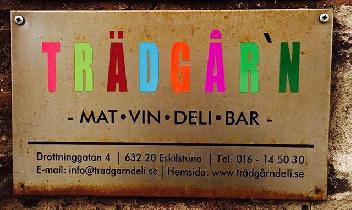 TRÄDGÅR`N
- MAT•VIN•DELI•BAR -
Drottninggatan 4 | 632 20 Eskilstuna | Tel: 016 - 14 50 30.
E-mail: info@tradgarndeli.se | Hemsida: www.trädgårndeli.se